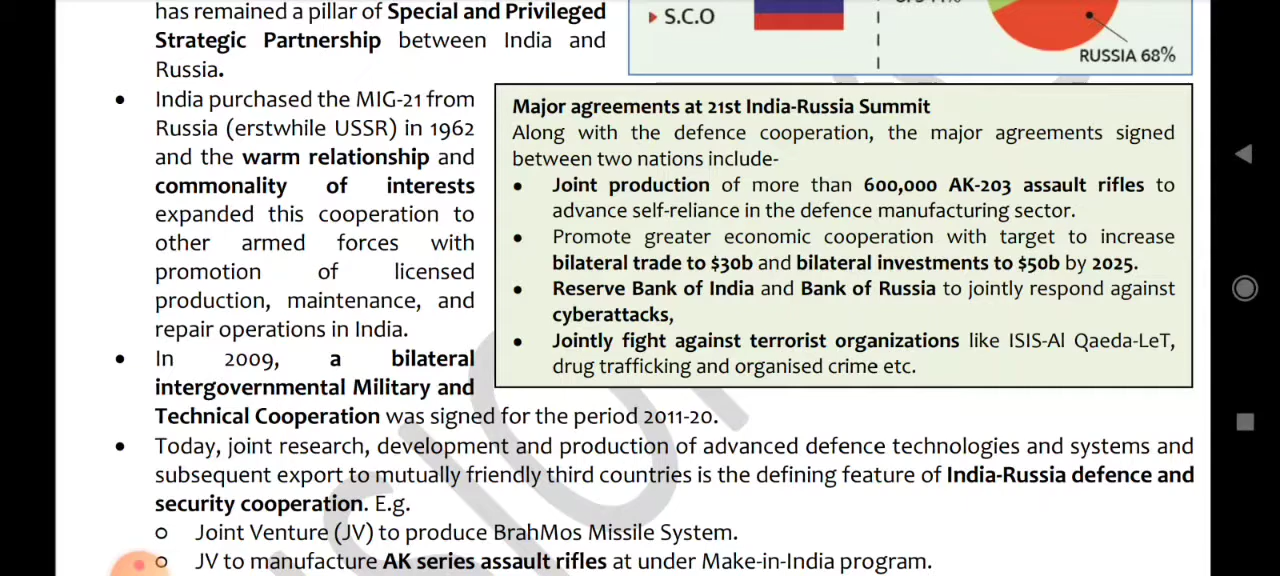 has remained a pillar of Special and Privileged
Strategic Partnership between India and
Russia.
▸ S.C.O
RUSSIA 68%
• India purchased the MIG-21 from
Russia (erstwhile USSR) in 1962
and the warm relationship and
commonality of interests
expanded this cooperation to
other armed forces with
promotion of licensed
production, maintenance, and
repair operations in India.
Major agreements at 21st India-Russia Summit
Along with the defence cooperation, the major agreements signed
between two nations include-
• Joint production of more than 600,000 AK-203 assault rifles to
advance self-reliance in the defence manufacturing sector.
• Promote greater economic cooperation with target to increase
bilateral trade to $30b and bilateral investments to $50b by 2025.
• Reserve Bank of India and Bank of Russia to jointly respond against
cyberattacks,
• Jointly fight against terrorist organizations like ISIS-Al Qaeda-LeT,
drug trafficking and organised crime etc.
• In 2009, a bilateral
intergovernmental Military and
Technical Cooperation was signed for the period 2011-20.
• Today, joint research, development and production of advanced defence technologies and systems and
subsequent export to mutually friendly third countries is the defining feature of India-Russia defence and
security cooperation. E.g.
o Joint Venture (JV) to produce BrahMos Missile System.
o JV to manufacture AK series assault rifles at under Make-in-India program.